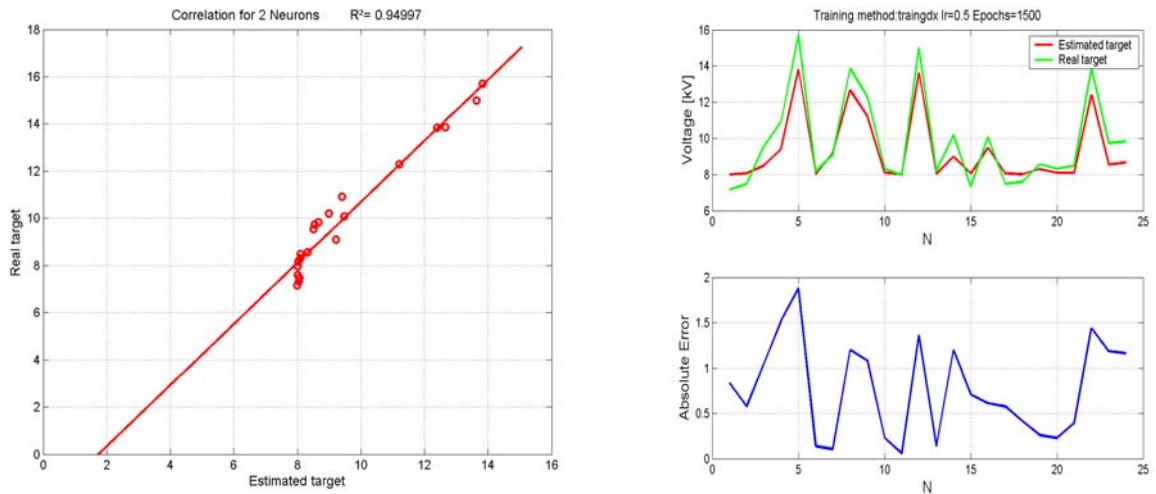 Correlation for 2 Neurons R²= 0.94997
18
16
14
12
10
8
6
4
2
0
Real target
0 2 4 6 8 10 12 14 16
Estimated target
Training method:traingdx lr=0.5 Epochs=1500
Estimated target
Real target
16
14
12
10
8
6
Voltage [kV]
0 5 10 15 20 25
N
2
1.5
1
0.5
0
Absolute Error
0 5 10 15 20 25
N